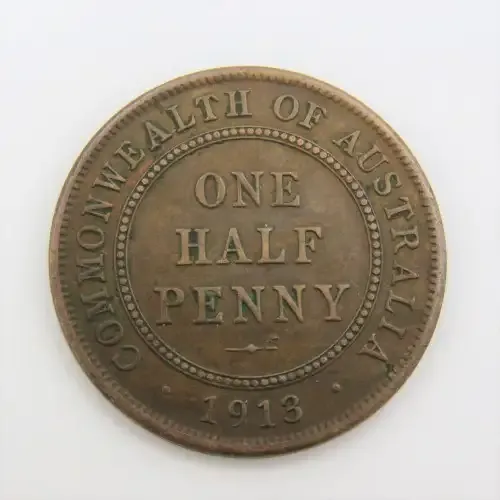 COMMONWEALTH OF AUSTRALIA
ONE
HALF
PENNY
1913